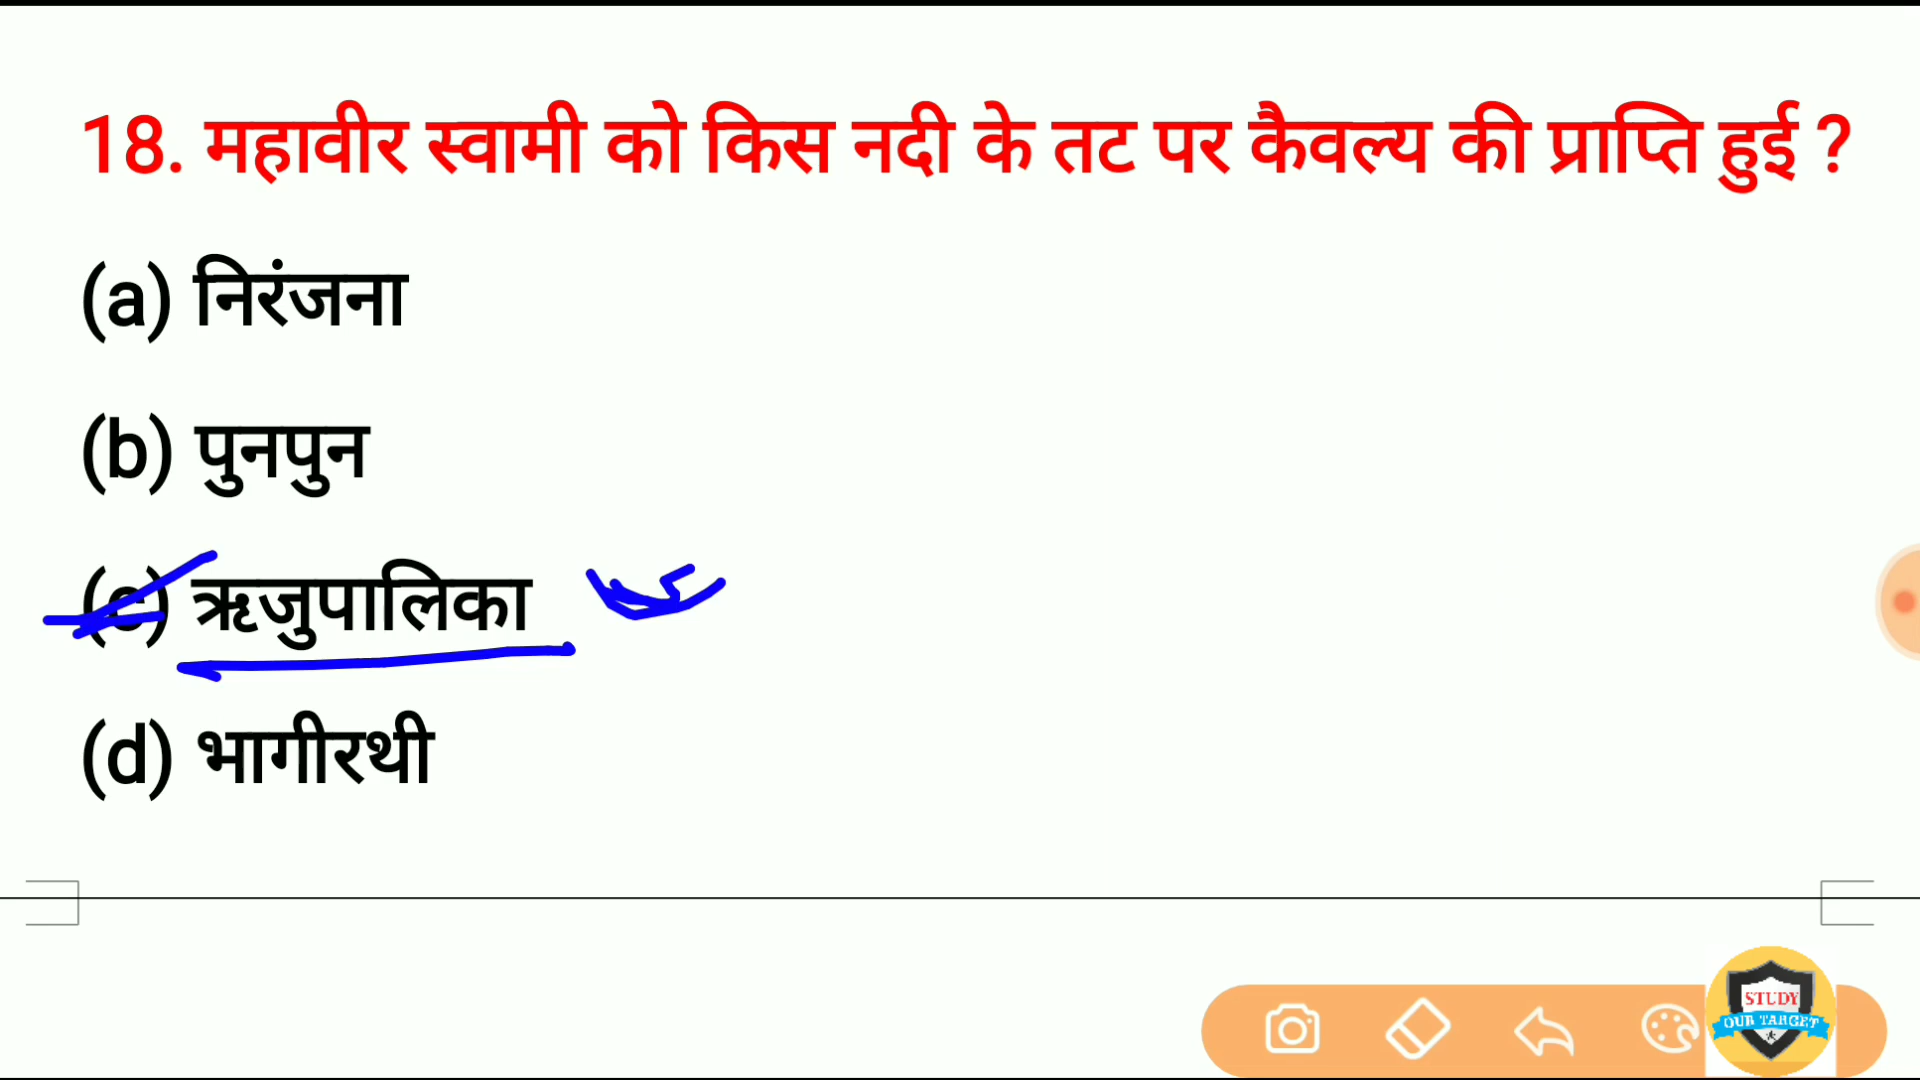 18. महावीर स्वामी को किस नदी के तट पर कैवल्य की प्राप्ति हुई ?
(a) निरंजना
(b) पुनपुन
(c) ऋजुपालिका
(d) भागीरथी
STUDY
OUR TARGET